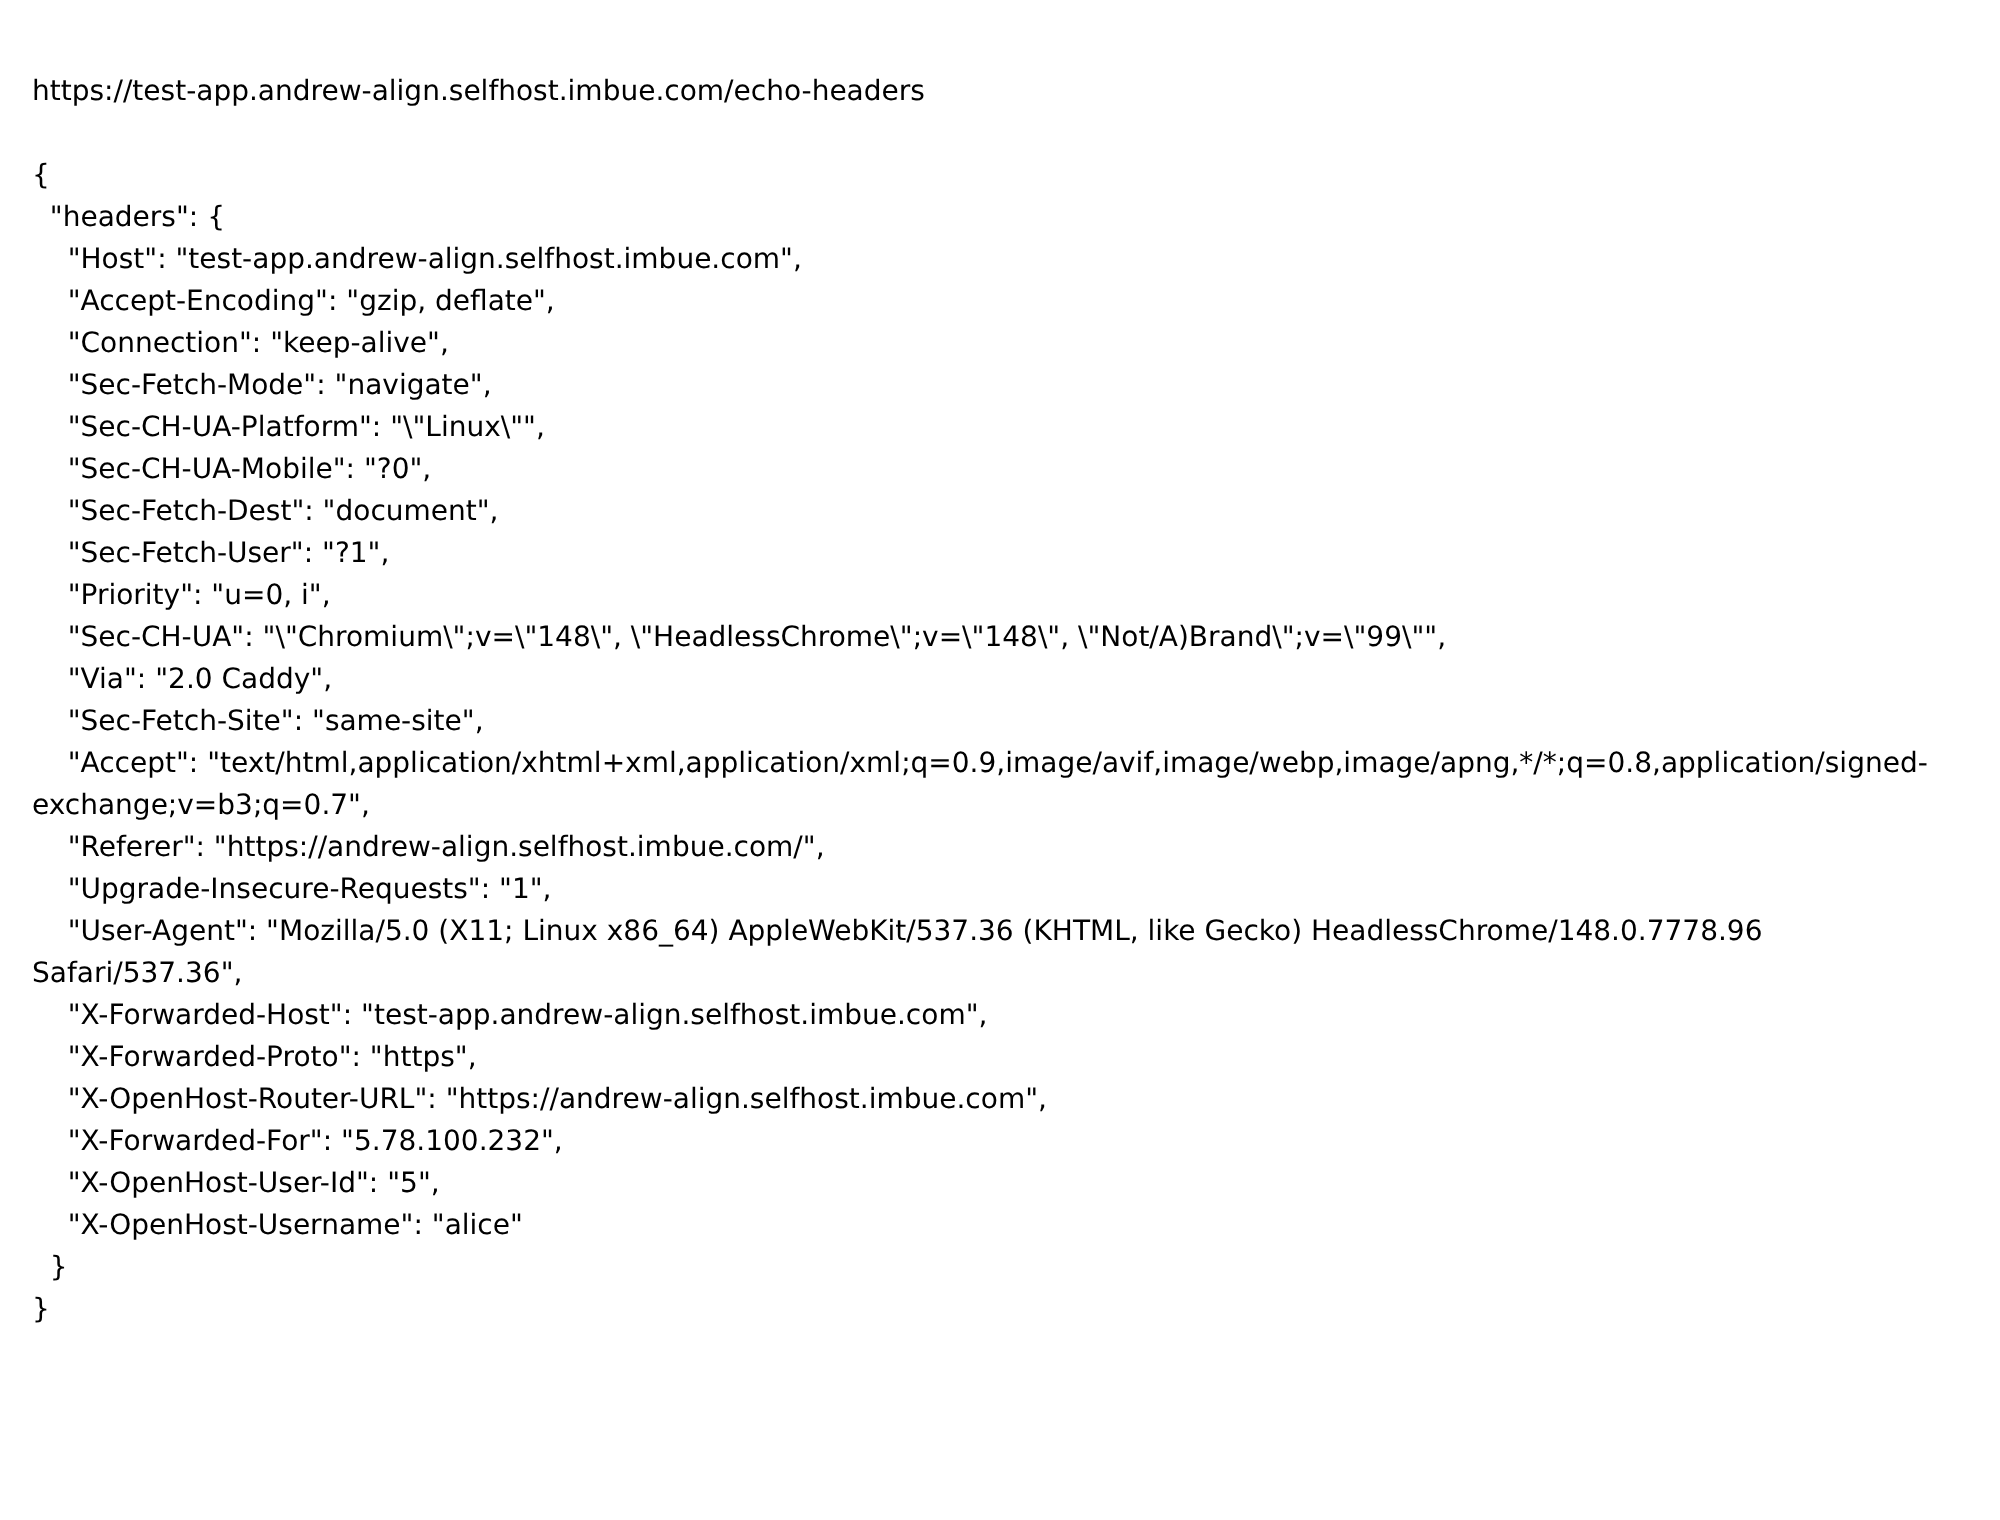 https://test-app.andrew-align.selfhost.imbue.com/echo-headers
{
"headers": {
"Host": "test-app.andrew-align.selfhost.imbue.com",
"Accept-Encoding": "gzip, deflate",
"Connection": "keep-alive",
"Sec-Fetch-Mode": "navigate",
"Sec-CH-UA-Platform": "\"Linux\"",
"Sec-CH-UA-Mobile": "?0",
"Sec-Fetch-Dest": "document",
"Sec-Fetch-User": "?1",
"Priority": "u=0, i",
"Sec-CH-UA": "\"Chromium\";v=\"148\", \"HeadlessChrome\";v=\"148\", \"Not/A)Brand\";v=\"99\"",
"Via": "2.0 Caddy",
"Sec-Fetch-Site": "same-site",
"Accept": "text/html,application/xhtml+xml,application/xml;q=0.9,image/avif,image/webp,image/apng,*/*;q=0.8,application/signed-
exchange;v=b3;q=0.7",
"Referer": "https://andrew-align.selfhost.imbue.com/",
"Upgrade-Insecure-Requests": "1",
"User-Agent": "Mozilla/5.0 (X11; Linux x86_64) AppleWebKit/537.36 (KHTML, like Gecko) HeadlessChrome/148.0.7778.96
Safari/537.36",
"X-Forwarded-Host": "test-app.andrew-align.selfhost.imbue.com",
"X-Forwarded-Proto": "https",
"X-OpenHost-Router-URL": "https://andrew-align.selfhost.imbue.com",
"X-Forwarded-For": "5.78.100.232",
"X-OpenHost-User-Id": "5",
"X-OpenHost-Username": "alice"
}
}